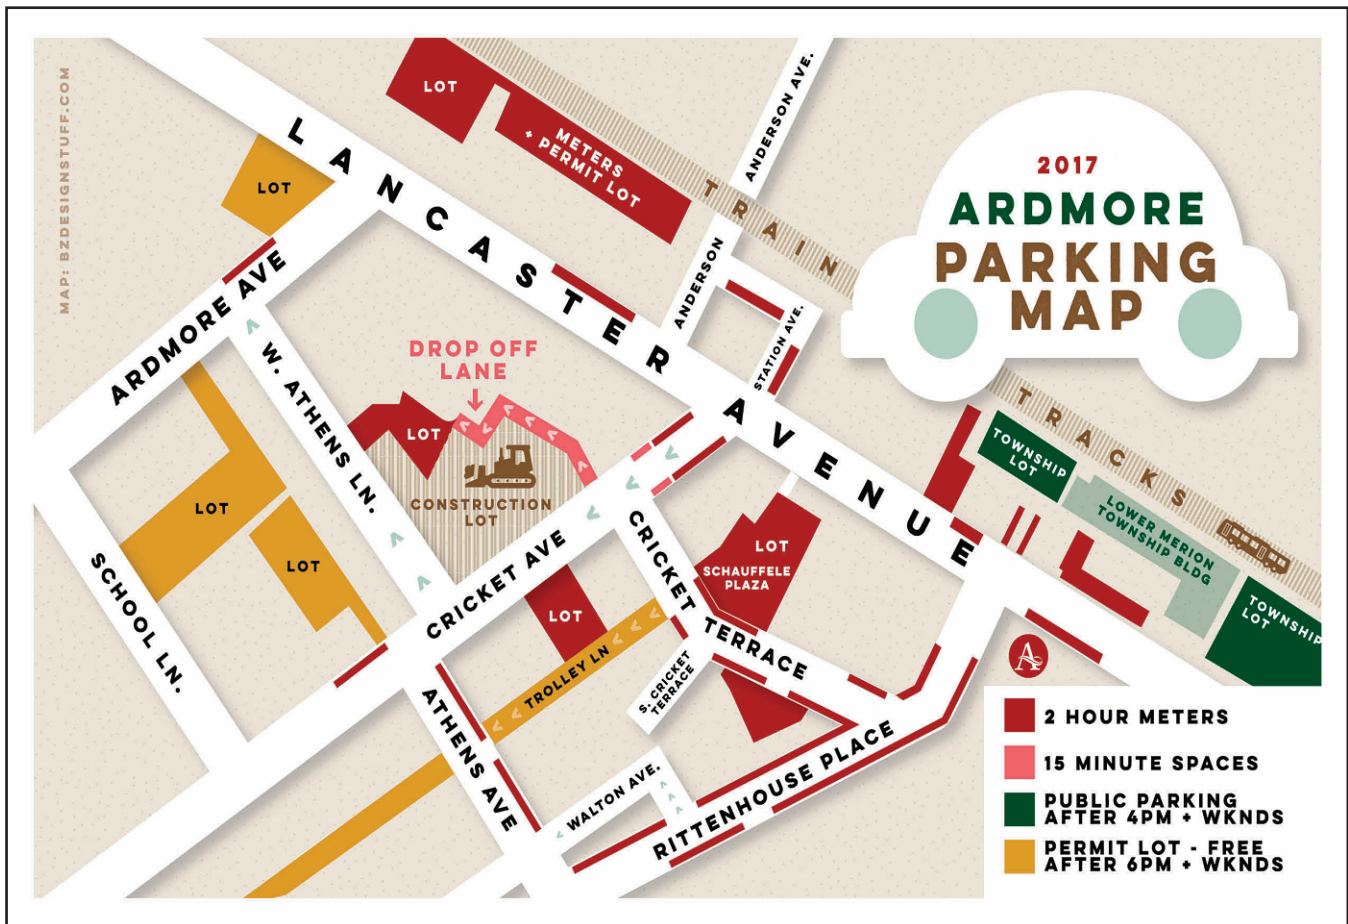 MAP: BZDESIGNSTUFF.COM
2017
ARDMORE
PARKING
MAP
LANCASTER AVENUE
LOT
METERS
+ PERMIT LOT
ANDERSON AVE.
ANDERSON
TRAIN
TRACKS
STATION AVE.
LOT
ARDMORE AVE
W. ATHENS LN.
DROP OFF
LANE
LOT
CONSTRUCTION
LOT
CRICKET AVE
LOT
LOT
SCHOOL LN.
CRICKET TERRACE
LOT
SCHAUFFELE
PLAZA
LOT
TROLLEY LN
S. CRICKET
TERRACE
ATHENS AVE
WALTON AVE.
RITTENHOUSE PLACE
TOWNSHIP
LOT
LOWER MERION
TOWNSHIP BLDG
TOWNSHIP
LOT
A
2 HOUR METERS
15 MINUTE SPACES
PUBLIC PARKING
AFTER 4PM + WKNDS
PERMIT LOT - FREE
AFTER 6PM + WKNDS